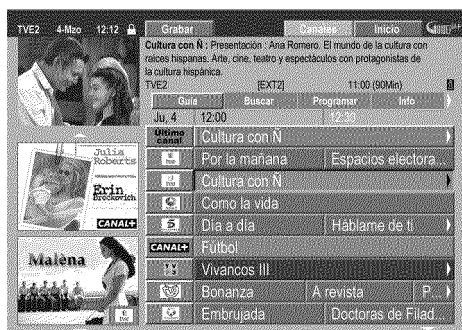 TVE2 4-Mzo 12:12
Grabar Canales Inicio
Cultura con Ñ : Presentación : Ana Romero. El mundo de la cultura con
raíces hispanas. Arte, cine, teatro y espectáculos con protagonistas de
la cultura hispánica.
TVE2 [EXT2] 11:00 (90Min)
Guía Buscar Programar Info
Ju, 4 12:00 12:30
Último canal Cultura con Ñ
Por la mañana Espacios electora...
Cultura con Ñ
Como la vida
5 Día a día Háblame de ti
CANAL+ Fútbol
Vivancos III
Bonanza A revista P...
Embrujada Doctoras de Filad...
Julia
Roberts
Erin
Brockovich
CANAL+
Malèna